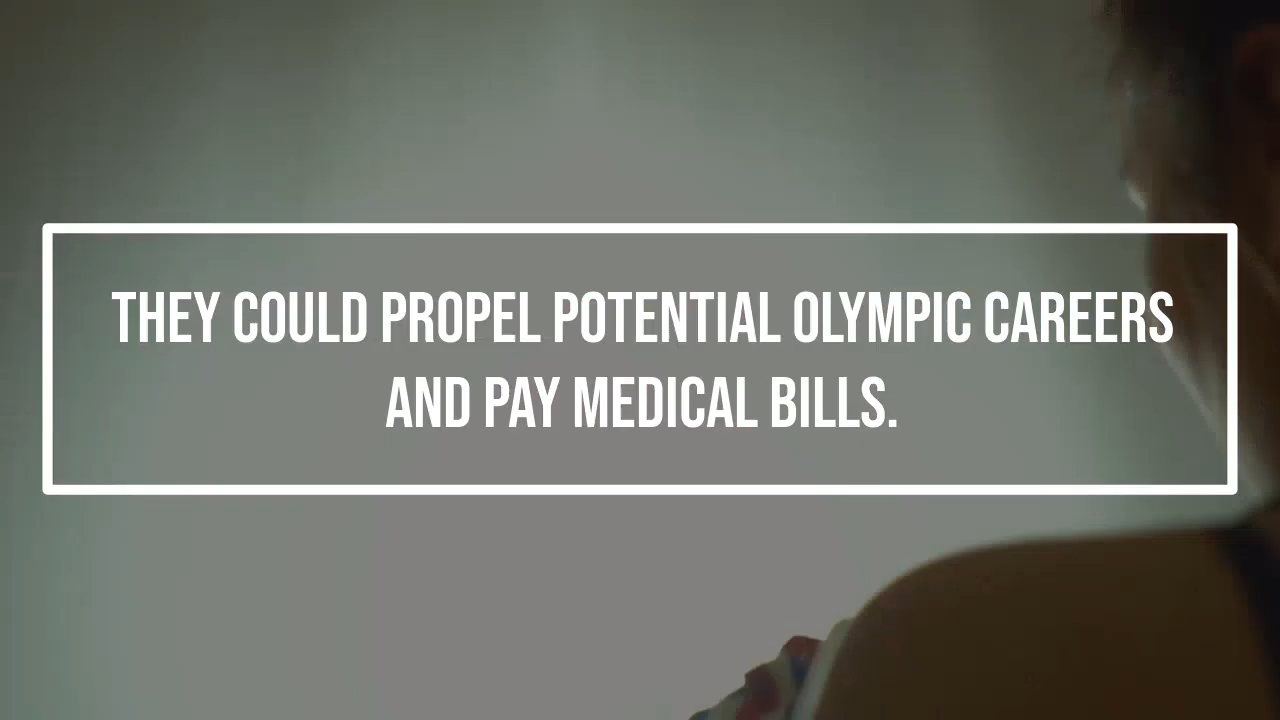 THEY COULD PROPEL POTENTIAL OLYMPIC CAREERS
AND PAY MEDICAL BILLS.